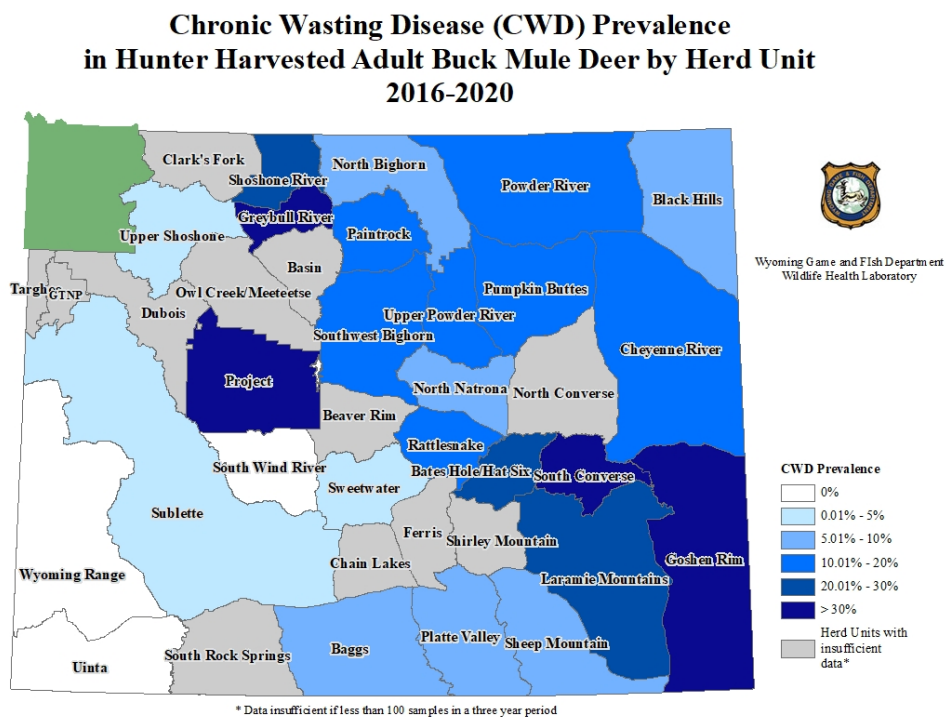 Chronic Wasting Disease (CWD) Prevalence
in Hunter Harvested Adult Buck Mule Deer by Herd Unit
2016-2020
Clark's Fork
Shoshone River
North Bighorn
Powder River
Black Hills
Greybull River
Upper Shoshone
Paintrock
Basin
Wyoming Game and FIsh Department
Wildlife Health Laboratory
Targhee
GTNP
Owl Creek/Meeteetse
Pumpkin Buttes
Dubois
Upper Powder River
Southwest Bighorn
Cheyenne River
Project
North Natrona
North Converse
Beaver Rim
Rattlesnake
South Wind River
Bates Hole/Hat Six
South Converse
Sweetwater
Sublette
Ferris
Shirley Mountain
Chain Lakes
Goshen Rim
Wyoming Range
Laramie Mountains
Platte Valley
Sheep Mountain
Baggs
South Rock Springs
Uinta
CWD Prevalence
0%
0.01% - 5%
5.01% - 10%
10.01% - 20%
20.01% - 30%
> 30%
Herd Units with
insufficient
data*
* Data insufficient if less than 100 samples in a three year period